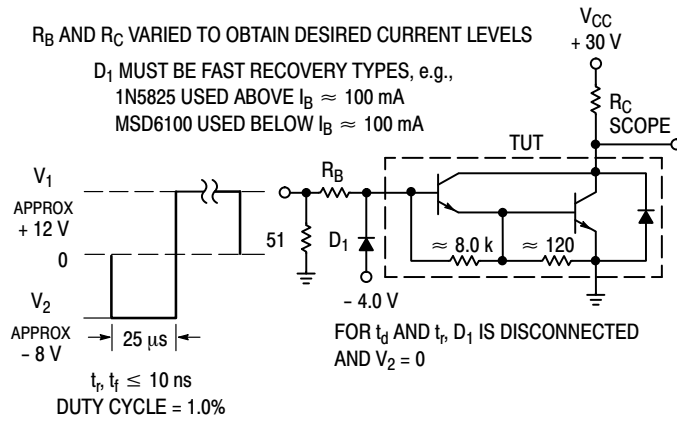 R_B AND R_C VARIED TO OBTAIN DESIRED CURRENT LEVELS
D_1 MUST BE FAST RECOVERY TYPES, e.g.,
1N5825 USED ABOVE I_B ≈ 100 mA
MSD6100 USED BELOW I_B ≈ 100 mA
V_CC
+ 30 V
R_C
SCOPE
TUT
V_1
APPROX
+ 12 V
0
V_2
APPROX
– 8 V
25 μs
t_r, t_f ≤ 10 ns
DUTY CYCLE = 1.0%
R_B
51
D_1
– 4.0 V
≈ 8.0 k
≈ 120
FOR t_d AND t_r, D_1 IS DISCONNECTED
AND V_2 = 0